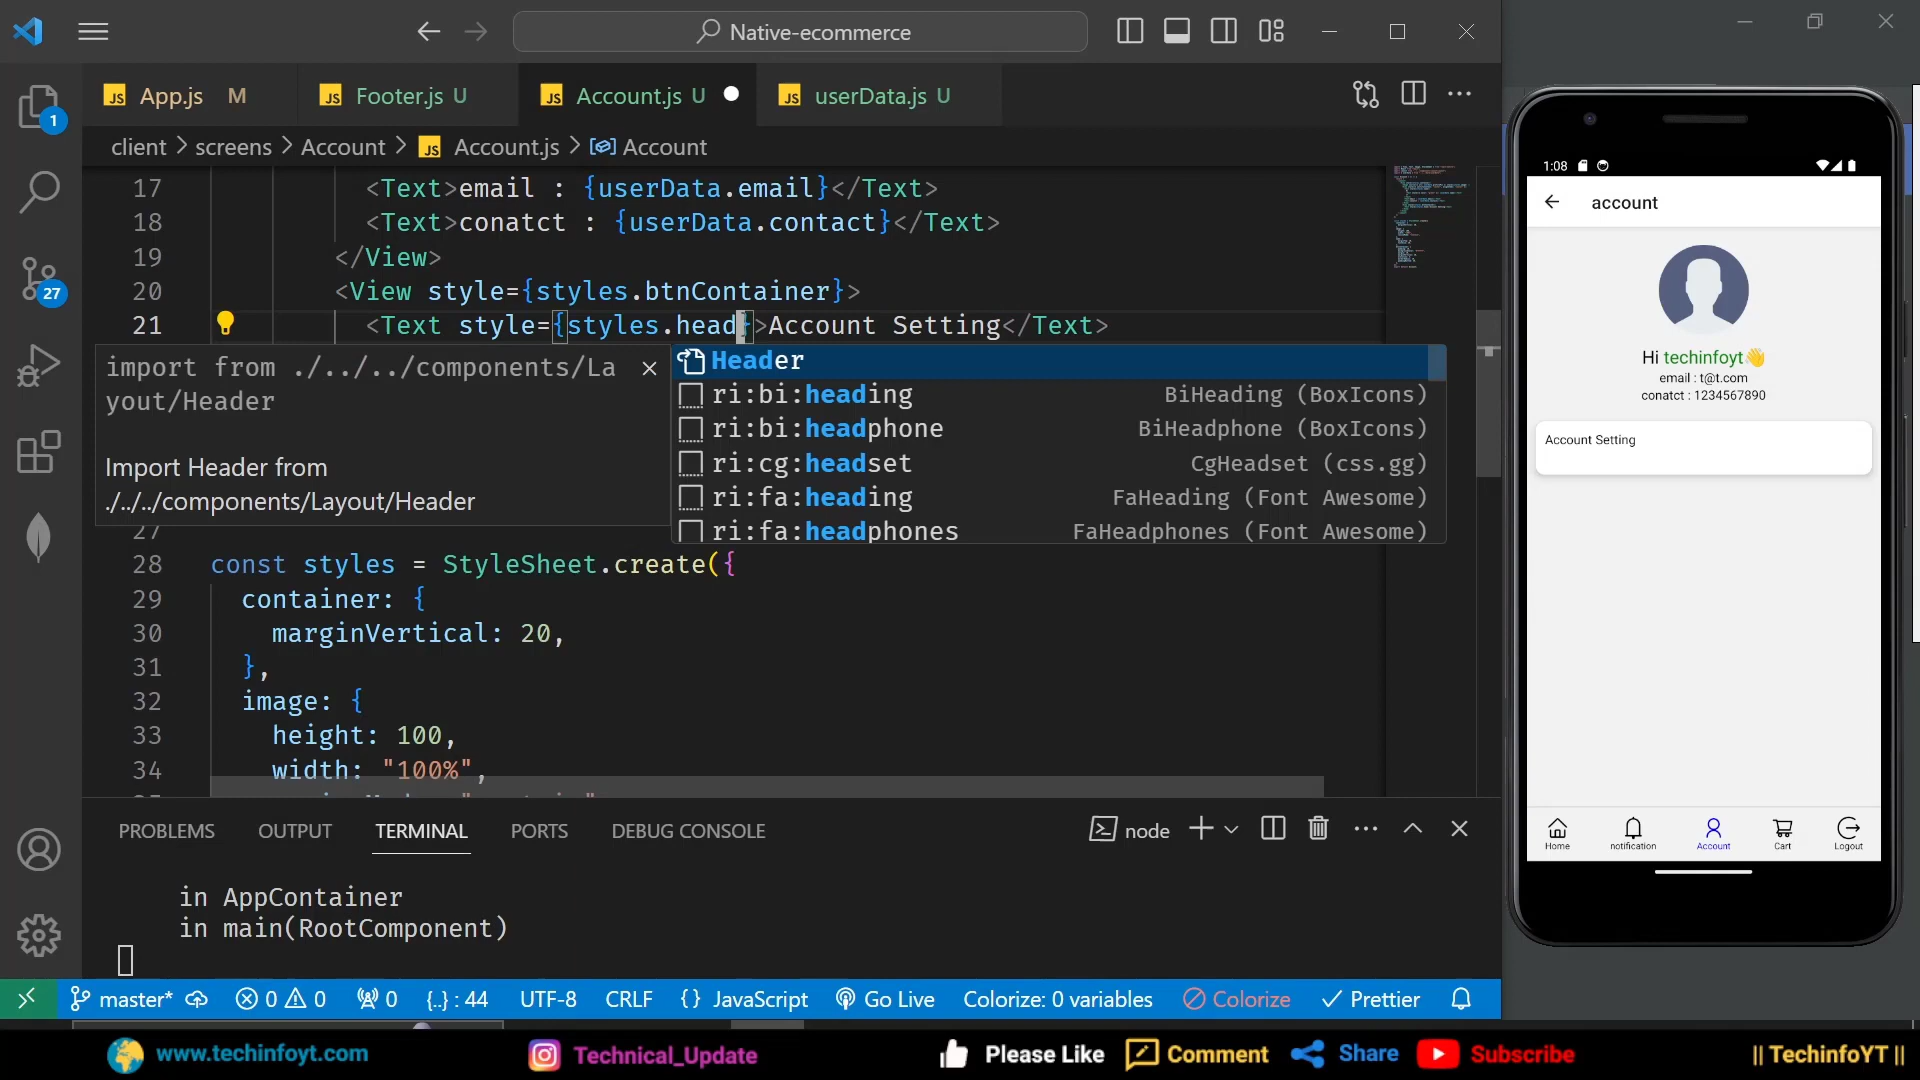 Native-ecommerce
App.js M
Footer.js U
Account.js U
userData.js U
client > screens > Account > Account.js > Account
17 <Text>email : {userData.email}</Text>
18 <Text>conatct : {userData.contact}</Text>
19 </View>
20 <View style={styles.btnContainer}>
21 <Text style={styles.head}>Account Setting</Text>
import from ./../../components/La
yout/Header
Import Header from
./../../components/Layout/Header
Header
ri:bi:heading BiHeading (BoxIcons)
ri:bi:headphone BiHeadphone (BoxIcons)
ri:cg:headset CgHeadset (css.gg)
ri:fa:heading FaHeading (Font Awesome)
ri:fa:headphones FaHeadphones (Font Awesome)
27
28 const styles = StyleSheet.create({
29 container: {
30 marginVertical: 20,
31 },
32 image: {
33 height: 100,
34 width: "100%",
PROBLEMS OUTPUT TERMINAL PORTS DEBUG CONSOLE
node
in AppContainer
in main(RootComponent)
master* 0 0 0 {..} : 44 UTF-8 CRLF {} JavaScript Go Live Colorize: 0 variables Colorize Prettier
1
27
1:08
account
Hi techinfoyt👋
email : t@t.com
conatct : 1234567890
Account Setting
Home notification Account Cart Logout
www.techinfoyt.com Technical_Update Please Like Comment Share Subscribe || TechinfoYT ||